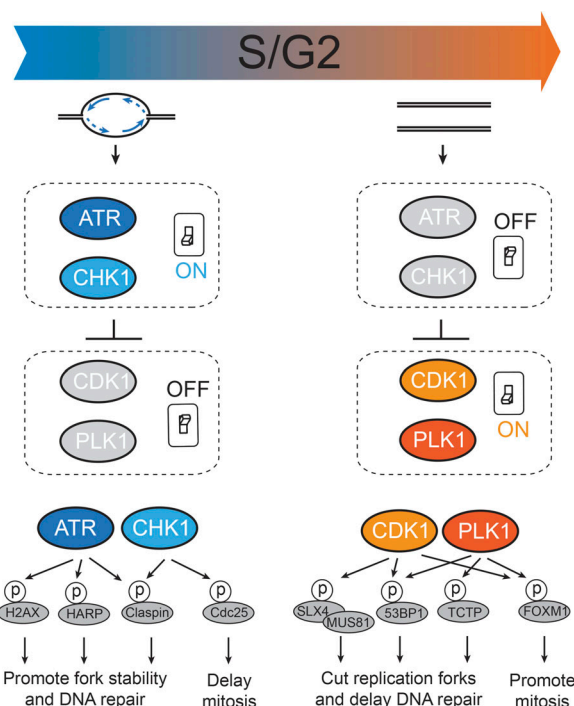 S/G2
ATR
CHK1
ON
ATR
CHK1
OFF
CDK1
PLK1
OFF
CDK1
PLK1
ON
ATR CHK1
CDK1 PLK1
p p p p
H2AX HARP Claspin Cdc25
p p p p
SLX4 MUS81 53BP1 TCTP FOXM1
Promote fork stability
and DNA repair
Delay
mitosis
Cut replication forks
and delay DNA repair
Promote
mitosis